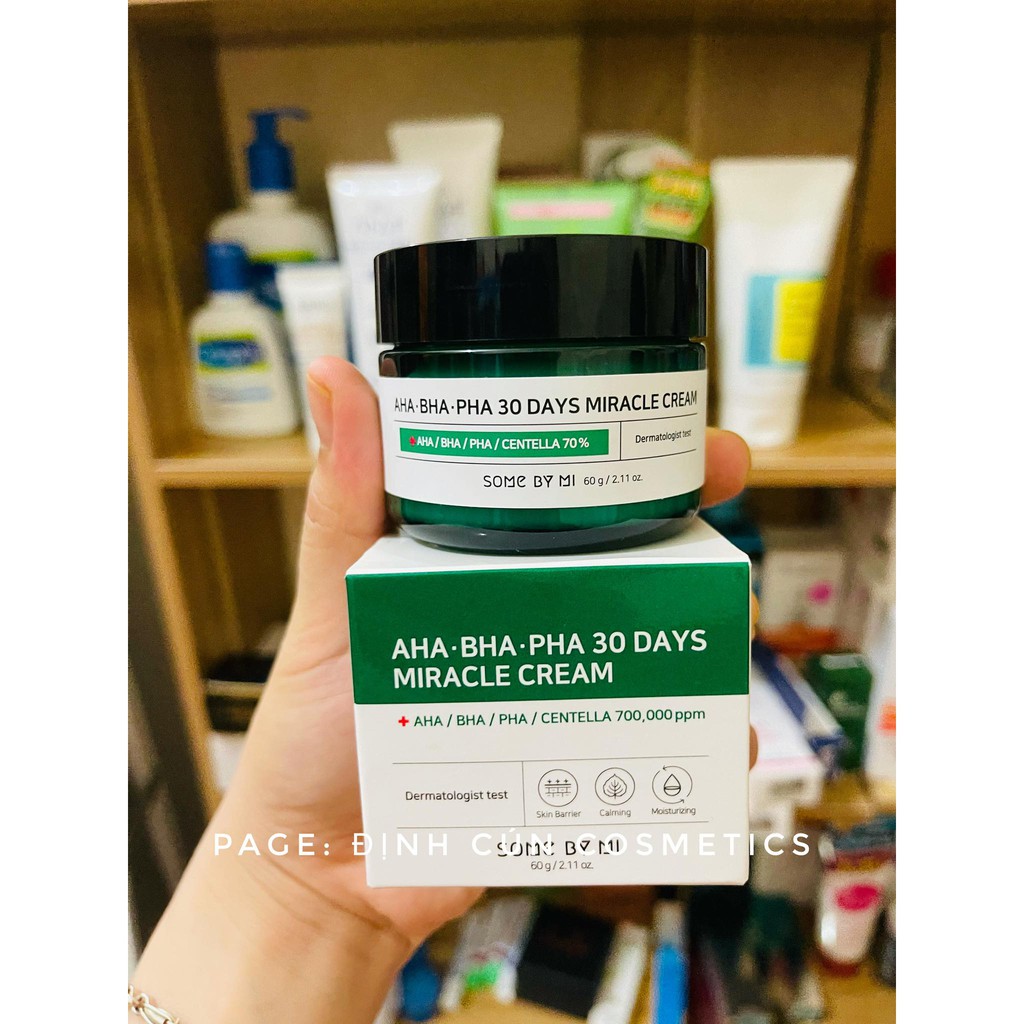 AHA·BHA·PHA 30 DAYS MIRACLE CREAM
+ AHA / BHA / PHA / CENTELLA 70%
Dermatologist test
SOME BY MI 60 g / 2.11 oz.
AHA·BHA·PHA 30 DAYS
MIRACLE CREAM
+ AHA / BHA / PHA / CENTELLA 700,000 ppm
Dermatologist test
Skin Barrier
Calming
Moisturizing
PAGE: ĐỊNH CÚN COSMETICS
SOME BY MI
60 g / 2.11 oz.